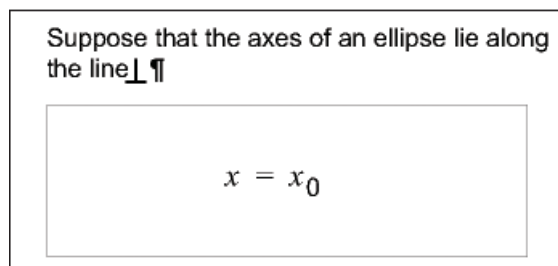 Suppose that the axes of an ellipse lie along
the line⊥ ¶
x = x₀